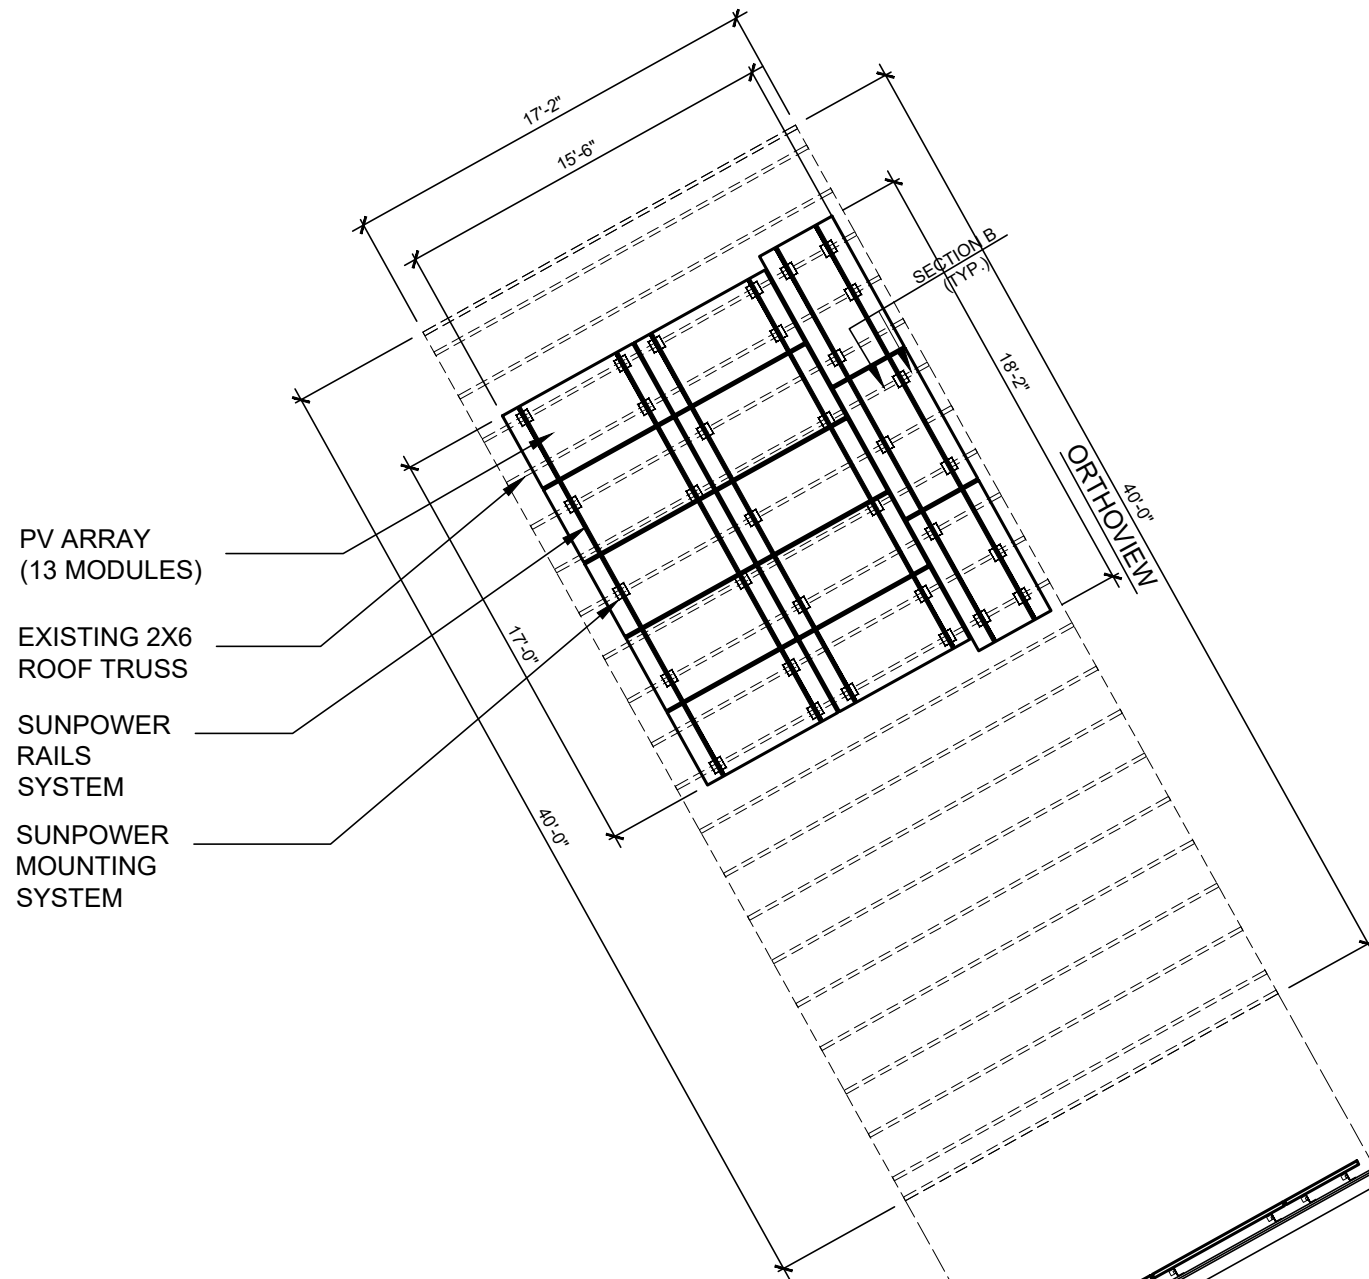 17'-2"
15'-6"
SECTION B
(TYP.)
18'-2"
ORTHOVIEW
40'-0"
PV ARRAY
(13 MODULES)
EXISTING 2X6
ROOF TRUSS
SUNPOWER
RAILS
SYSTEM
SUNPOWER
MOUNTING
SYSTEM
17'-0"
40'-0"